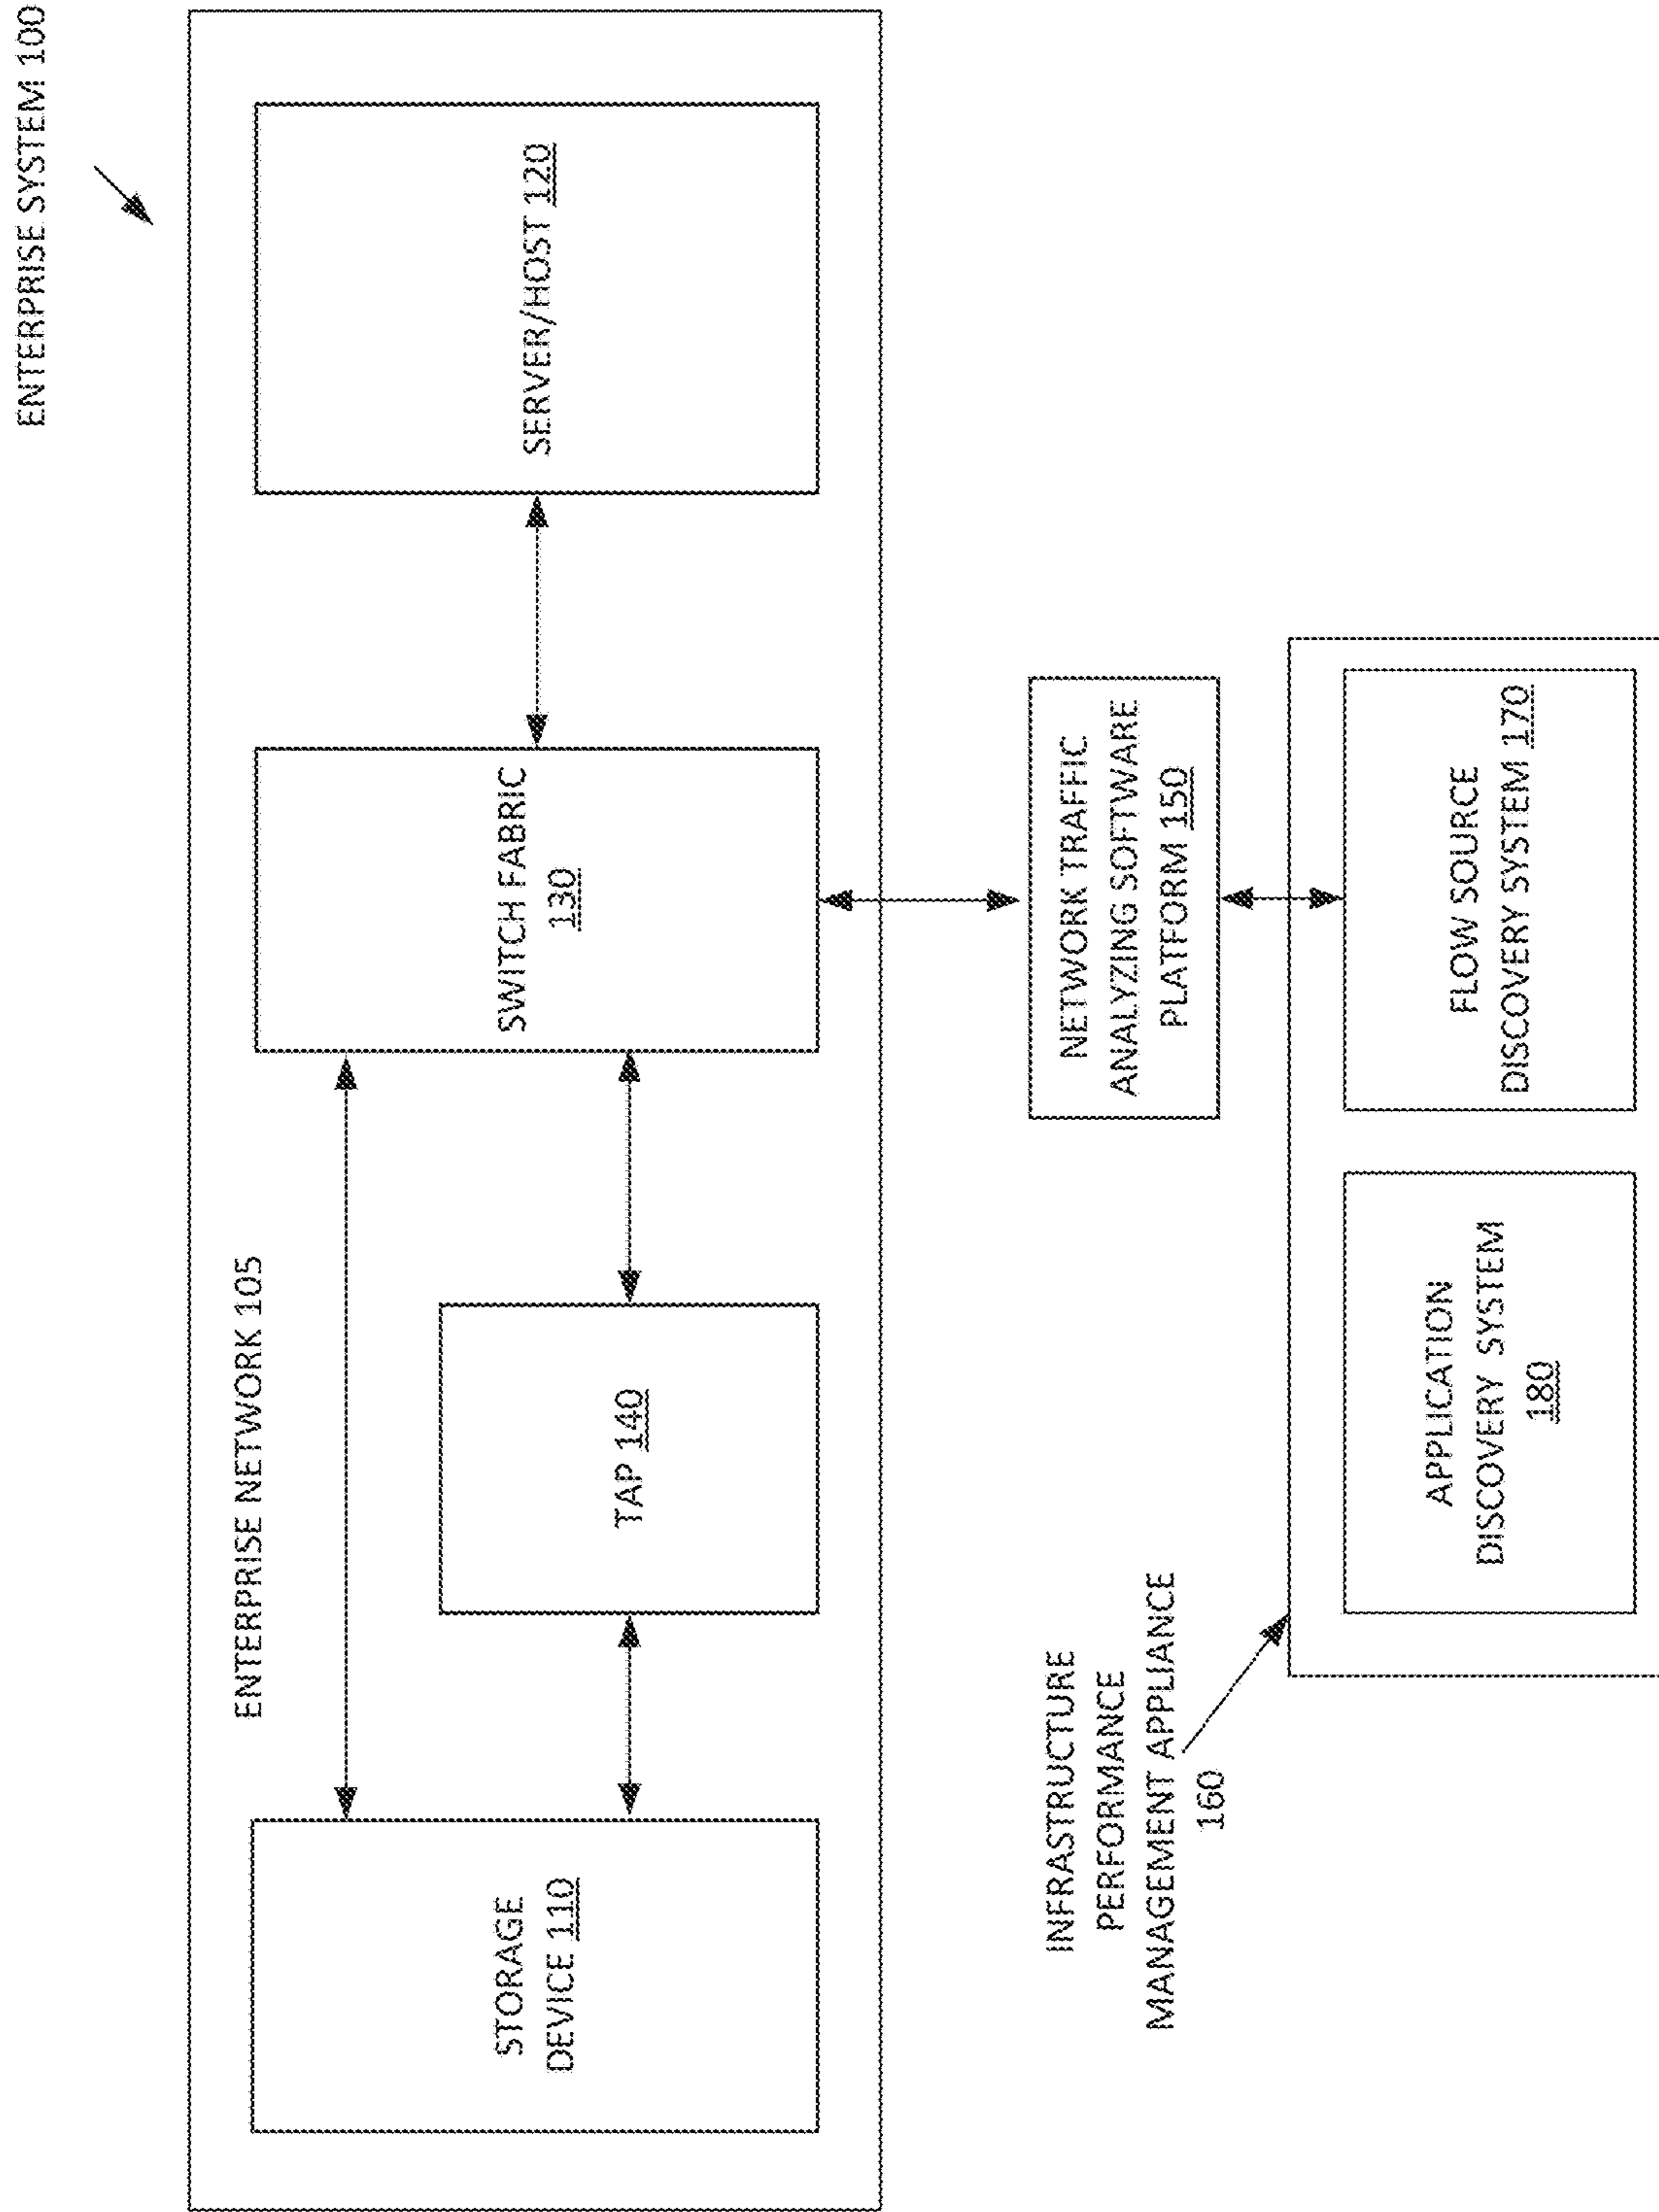 ENTERPRISE SYSTEM 100
ENTERPRISE NETWORK 105
STORAGE
DEVICE 110
TAP 140
SWITCH FABRIC
130
SERVER/HOST 120
INFRASTRUCTURE
PERFORMANCE
MANAGEMENT APPLIANCE
160
NETWORK TRAFFIC
ANALYZING SOFTWARE
PLATFORM 150
APPLICATION
DISCOVERY SYSTEM
180
FLOW SOURCE
DISCOVERY SYSTEM 170